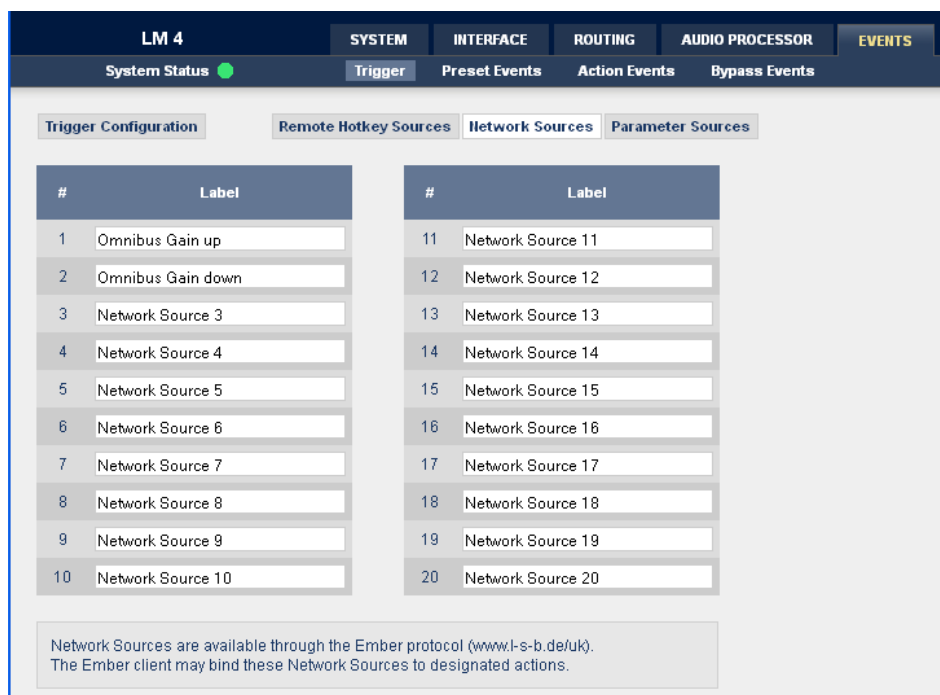 LM 4 SYSTEM INTERFACE ROUTING AUDIO PROCESSOR EVENTS
System Status Trigger Preset Events Action Events Bypass Events
Trigger Configuration Remote Hotkey Sources Network Sources Parameter Sources
# Label # Label
1 Omnibus Gain up 11 Network Source 11
2 Omnibus Gain down 12 Network Source 12
3 Network Source 3 13 Network Source 13
4 Network Source 4 14 Network Source 14
5 Network Source 5 15 Network Source 15
6 Network Source 6 16 Network Source 16
7 Network Source 7 17 Network Source 17
8 Network Source 8 18 Network Source 18
9 Network Source 9 19 Network Source 19
10 Network Source 10 20 Network Source 20
Network Sources are available through the Ember protocol (www.l-s-b.de/uk).
The Ember client may bind these Network Sources to designated actions.